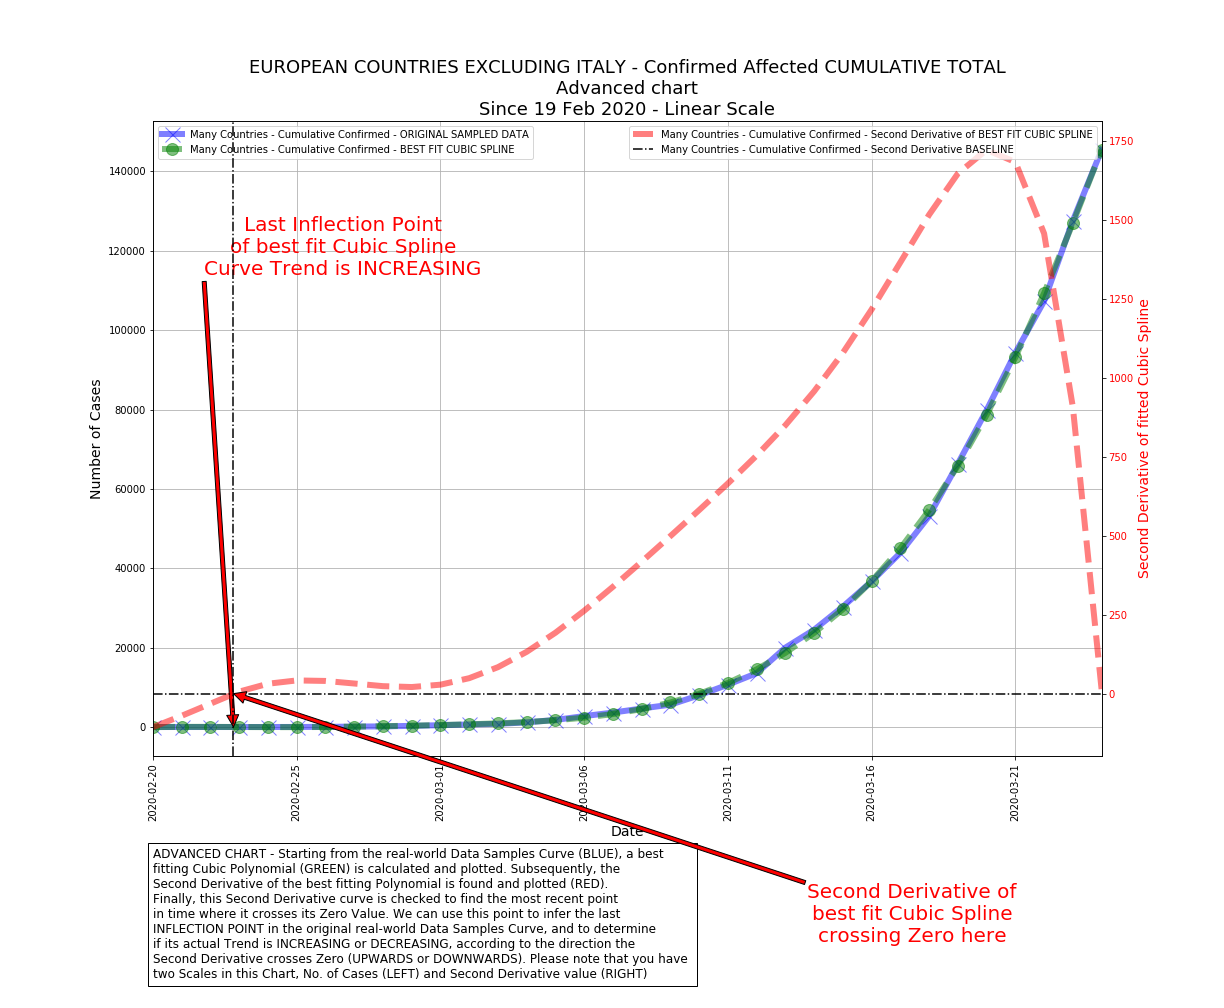 EUROPEAN COUNTRIES EXCLUDING ITALY - Confirmed Affected CUMULATIVE TOTAL
Advanced chart
Since 19 Feb 2020 - Linear Scale
Many Countries - Cumulative Confirmed - ORIGINAL SAMPLED DATA
Many Countries - Cumulative Confirmed - BEST FIT CUBIC SPLINE
Many Countries - Cumulative Confirmed - Second Derivative of BEST FIT CUBIC SPLINE
Many Countries - Cumulative Confirmed - Second Derivative BASELINE
Last Inflection Point
of best fit Cubic Spline
Curve Trend is INCREASING
Number of Cases
140000
120000
100000
80000
60000
40000
20000
0
1750
1500
1250
1000
750
500
250
0
Second Derivative of fitted Cubic Spline
2020-02-20
2020-02-25
2020-03-01
2020-03-06
2020-03-11
2020-03-16
2020-03-21
Date
ADVANCED CHART - Starting from the real-world Data Samples Curve (BLUE), a best
fitting Cubic Polynomial (GREEN) is calculated and plotted. Subsequently, the
Second Derivative of the best fitting Polynomial is found and plotted (RED).
Finally, this Second Derivative curve is checked to find the most recent point
in time where it crosses its Zero Value. We can use this point to infer the last
INFLECTION POINT in the original real-world Data Samples Curve, and to determine
if its actual Trend is INCREASING or DECREASING, according to the direction the
Second Derivative crosses Zero (UPWARDS or DOWNWARDS). Please note that you have
two Scales in this Chart, No. of Cases (LEFT) and Second Derivative value (RIGHT)
Second Derivative of
best fit Cubic Spline
crossing Zero here